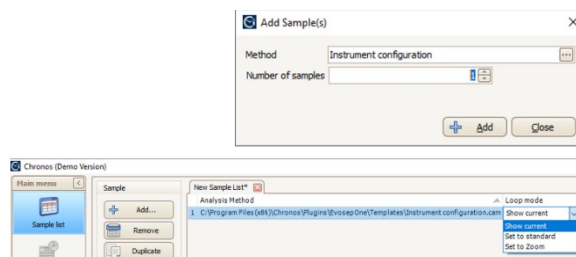 Add Sample(s)
Method Instrument configuration
Number of samples 1
Add Close
Chronos (Demo Version)
Main menu
Sample
New Sample List*
Analysis Method Loop mode
Add...
1 C:\Program Files (x86)\Chronos\Plugins\EvosepOne\Templates\Instrument configuration.cam Show current
Sample list
Remove
Show current
Set to standard
Duplicate
Set to Zoom